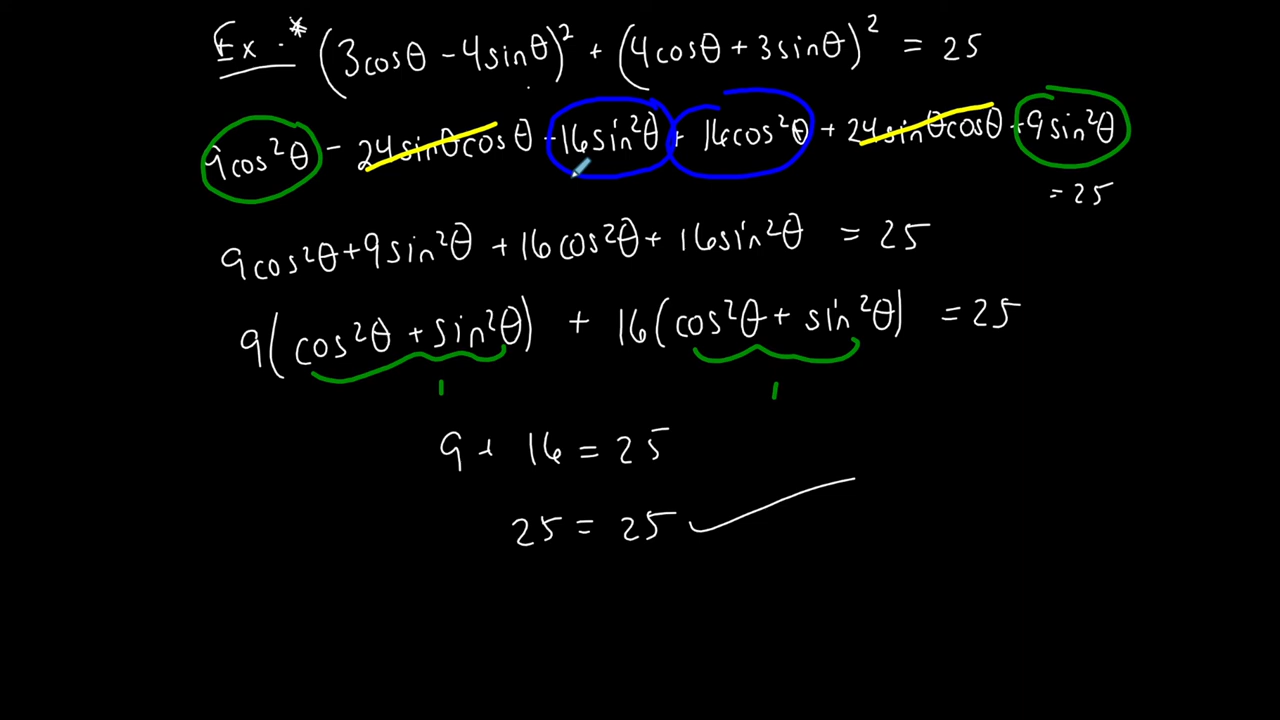 Ex.* (3cosθ - 4sinθ)² + (4cosθ + 3sinθ)² = 25
9cos²θ - 24sinθcosθ + 16sin²θ + 16cos²θ + 24sinθcosθ + 9sin²θ
= 25
9cos²θ + 9sin²θ + 16cos²θ + 16sin²θ = 25
9(cos²θ + sin²θ) + 16(cos²θ + sin²θ) = 25
1 1
9 + 16 = 25
25 = 25 ✓